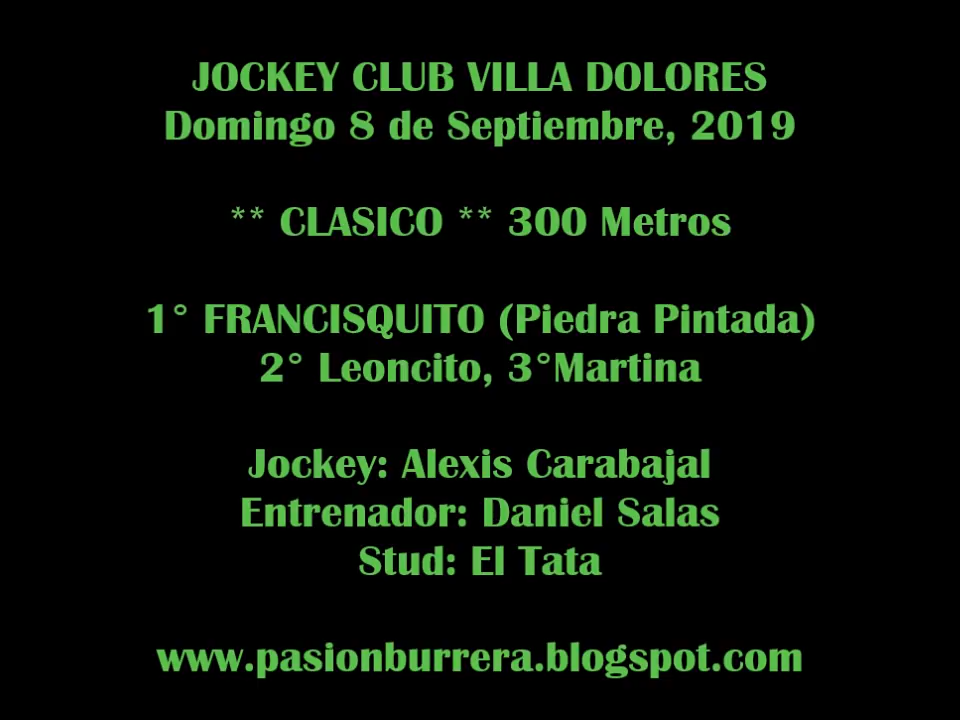 JOCKEY CLUB VILLA DOLORES
Domingo 8 de Septiembre, 2019
** CLASICO ** 300 Metros
1° FRANCISQUITO (Piedra Pintada)
2° Leoncito, 3°Martina
Jockey: Alexis Carabajal
Entrenador: Daniel Salas
Stud: El Tata
www.pasionburrera.blogspot.com